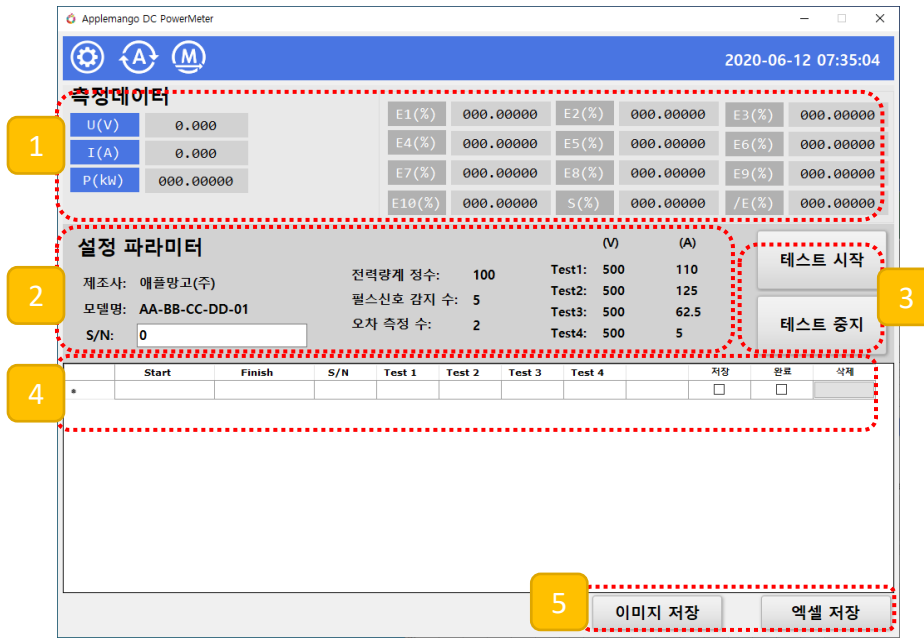 Applemango DC PowerMeter
A M 2020-06-12 07:35:04
측정데이터
1
U(V) 0.000 E1(%) 000.00000 E2(%) 000.00000 E3(%) 000.00000
I(A) 0.000 E4(%) 000.00000 E5(%) 000.00000 E6(%) 000.00000
P(kW) 000.00000 E7(%) 000.00000 E8(%) 000.00000 E9(%) 000.00000
E10(%) 000.00000 S(%) 000.00000 /E(%) 000.00000
2
설정 파라미터 (V) (A)
제조사: 애플망고(주) 전력량계 정수: 100 Test1: 500 110
모델명: AA-BB-CC-DD-01 펄스신호 감지 수: 5 Test2: 500 125
S/N: 0 오차 측정 수: 2 Test3: 500 62.5
Test4: 500 5
3
테스트 시작
테스트 중지
4
Start Finish S/N Test 1 Test 2 Test 3 Test 4 저장 완료 삭제
5
이미지 저장 엑셀 저장